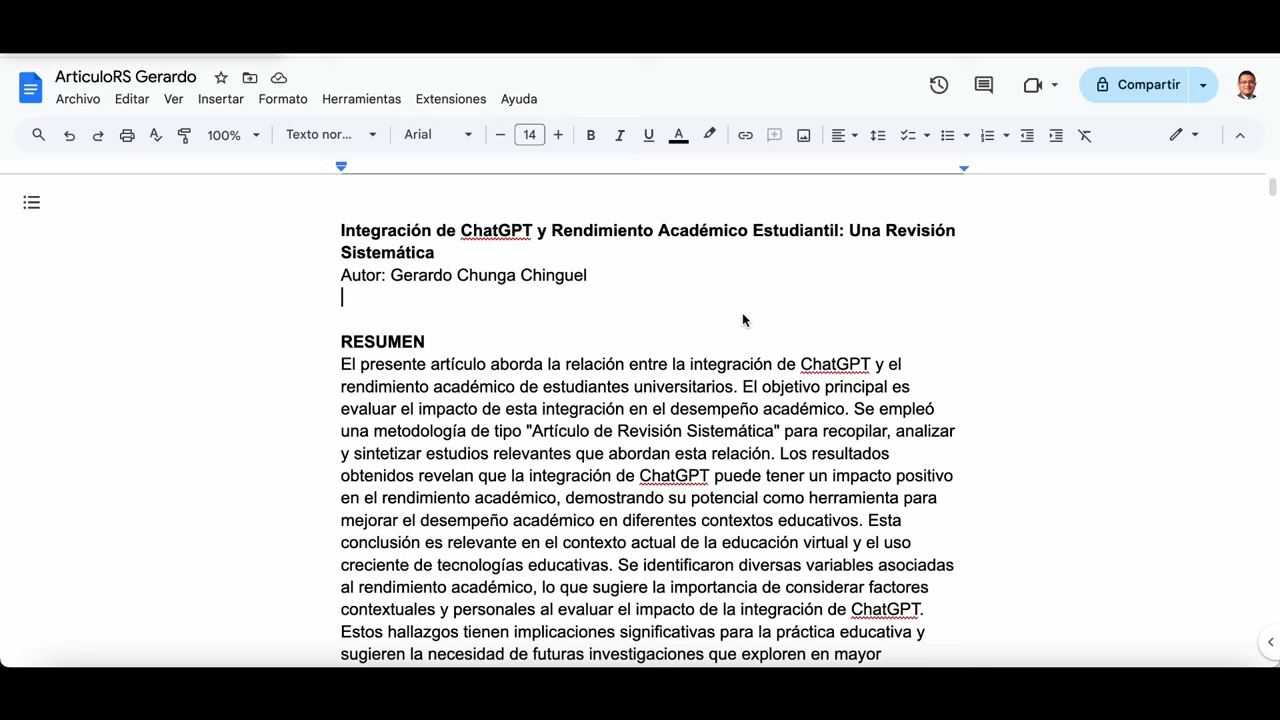 ArticuloRS Gerardo
Archivo Editar Ver Insertar Formato Herramientas Extensiones Ayuda
Compartir
100% Texto nor... Arial 14 B I U A
Integración de ChatGPT y Rendimiento Académico Estudiantil: Una Revisión
Sistemática
Autor: Gerardo Chunga Chinguel
RESUMEN
El presente artículo aborda la relación entre la integración de ChatGPT y el
rendimiento académico de estudiantes universitarios. El objetivo principal es
evaluar el impacto de esta integración en el desempeño académico. Se empleó
una metodología de tipo "Artículo de Revisión Sistemática" para recopilar, analizar
y sintetizar estudios relevantes que abordan esta relación. Los resultados
obtenidos revelan que la integración de ChatGPT puede tener un impacto positivo
en el rendimiento académico, demostrando su potencial como herramienta para
mejorar el desempeño académico en diferentes contextos educativos. Esta
conclusión es relevante en el contexto actual de la educación virtual y el uso
creciente de tecnologías educativas. Se identificaron diversas variables asociadas
al rendimiento académico, lo que sugiere la importancia de considerar factores
contextuales y personales al evaluar el impacto de la integración de ChatGPT.
Estos hallazgos tienen implicaciones significativas para la práctica educativa y
sugieren la necesidad de futuras investigaciones que exploren en mayor